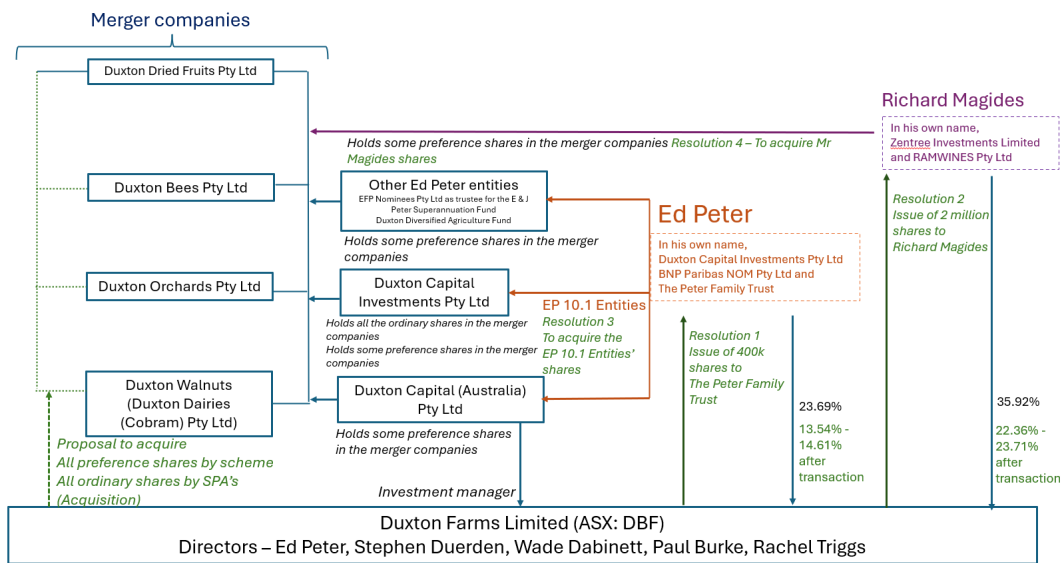 Merger companies
Duxton Dried Fruits Pty Ltd
Duxton Bees Pty Ltd
Duxton Orchards Pty Ltd
Duxton Walnuts
(Duxton Dairies
(Cobram) Pty Ltd)
Proposal to acquire
All preference shares by scheme
All ordinary shares by SPA's
(Acquisition)
Holds some preference shares in the merger companies Resolution 4 – To acquire Mr
Magides shares
Other Ed Peter entities
EFP Nominees Pty Ltd as trustee for the E & J
Peter Superannuation Fund
Duxton Diversified Agriculture Fund
Holds some preference shares in the merger
companies
Duxton Capital
Investments Pty Ltd
Holds all the ordinary shares in the merger
companies
Holds some preference shares in the merger
companies
Duxton Capital (Australia)
Pty Ltd
Holds some preference shares
in the merger companies
Investment manager
EP 10.1 Entities
Resolution 3
To acquire the
EP 10.1 Entities'
shares
Ed Peter
In his own name,
Duxton Capital Investments Pty Ltd
BNP Paribas NOM Pty Ltd and
The Peter Family Trust
Resolution 1
Issue of 400k
shares to
The Peter Family
Trust
23.69%
13.54% -
14.61%
after
transaction
Richard Magides
In his own name,
Zentree Investments Limited
and RAMWINES Pty Ltd
Resolution 2
Issue of 2 million
shares to
Richard Magides
35.92%
22.36% -
23.71%
after
transaction
Duxton Farms Limited (ASX: DBF)
Directors – Ed Peter, Stephen Duerden, Wade Dabinett, Paul Burke, Rachel Triggs